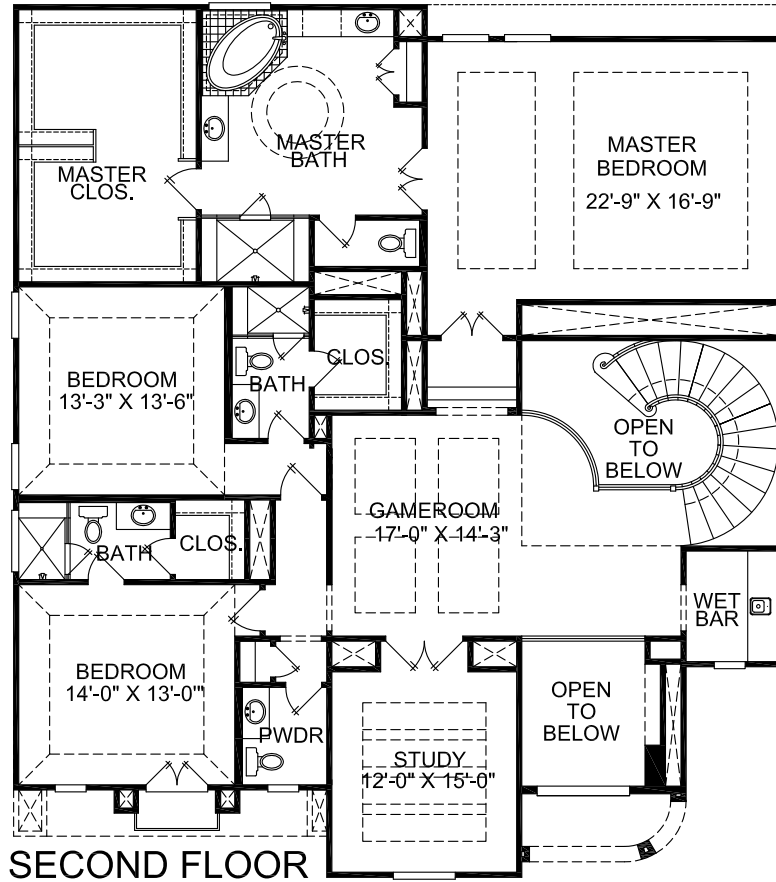 MASTER
BATH
MASTER
CLOS.
MASTER
BEDROOM
22'-9" X 16'-9"
BEDROOM
13'-3" X 13'-6"
BATH
CLOS.
OPEN
TO
BELOW
GAMEROOM
17'-0" X 14'-3"
BATH
CLOS.
WET
BAR
BEDROOM
14'-0" X 13'-0'"
PWDR
STUDY
12'-0" X 15'-0"
OPEN
TO
BELOW
SECOND FLOOR